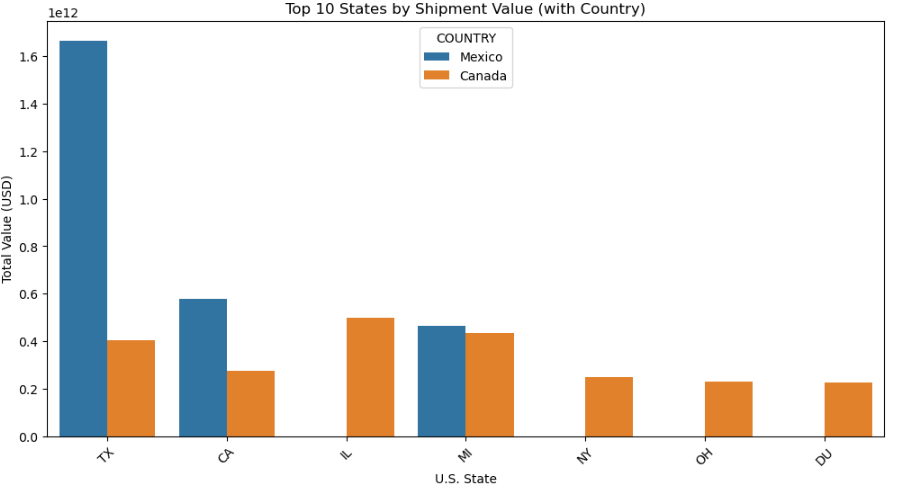 Top 10 States by Shipment Value (with Country)
1e12
COUNTRY
Mexico
Canada
1.6
1.4
1.2
1.0
0.8
0.6
0.4
0.2
0.0
Total Value (USD)
TX
CA
IL
MI
NY
OH
DU
U.S. State